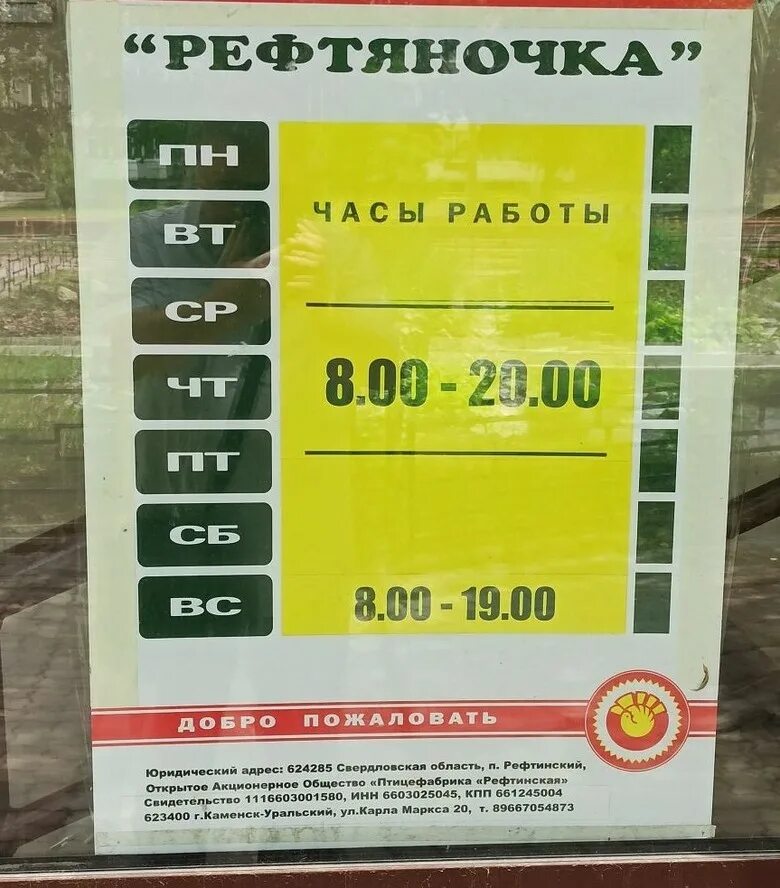 “РЕФТЯНОЧКА”
ПН
ЧАСЫ РАБОТЫ
ВТ
СР
ЧТ
8.00 - 20.00
ПТ
СБ
ВС
8.00 - 19.00
ДОБРО ПОЖАЛОВАТЬ
Юридический адрес: 624285 Свердловская область, п. Рефтинский,
Открытое Акционерное Общество «Птицефабрика «Рефтинская»
Свидетельство 1116603001580, ИНН 6603025045, КПП 661245004
623400 г.Каменск-Уральский, ул.Карла Маркса 20, т. 89667054873